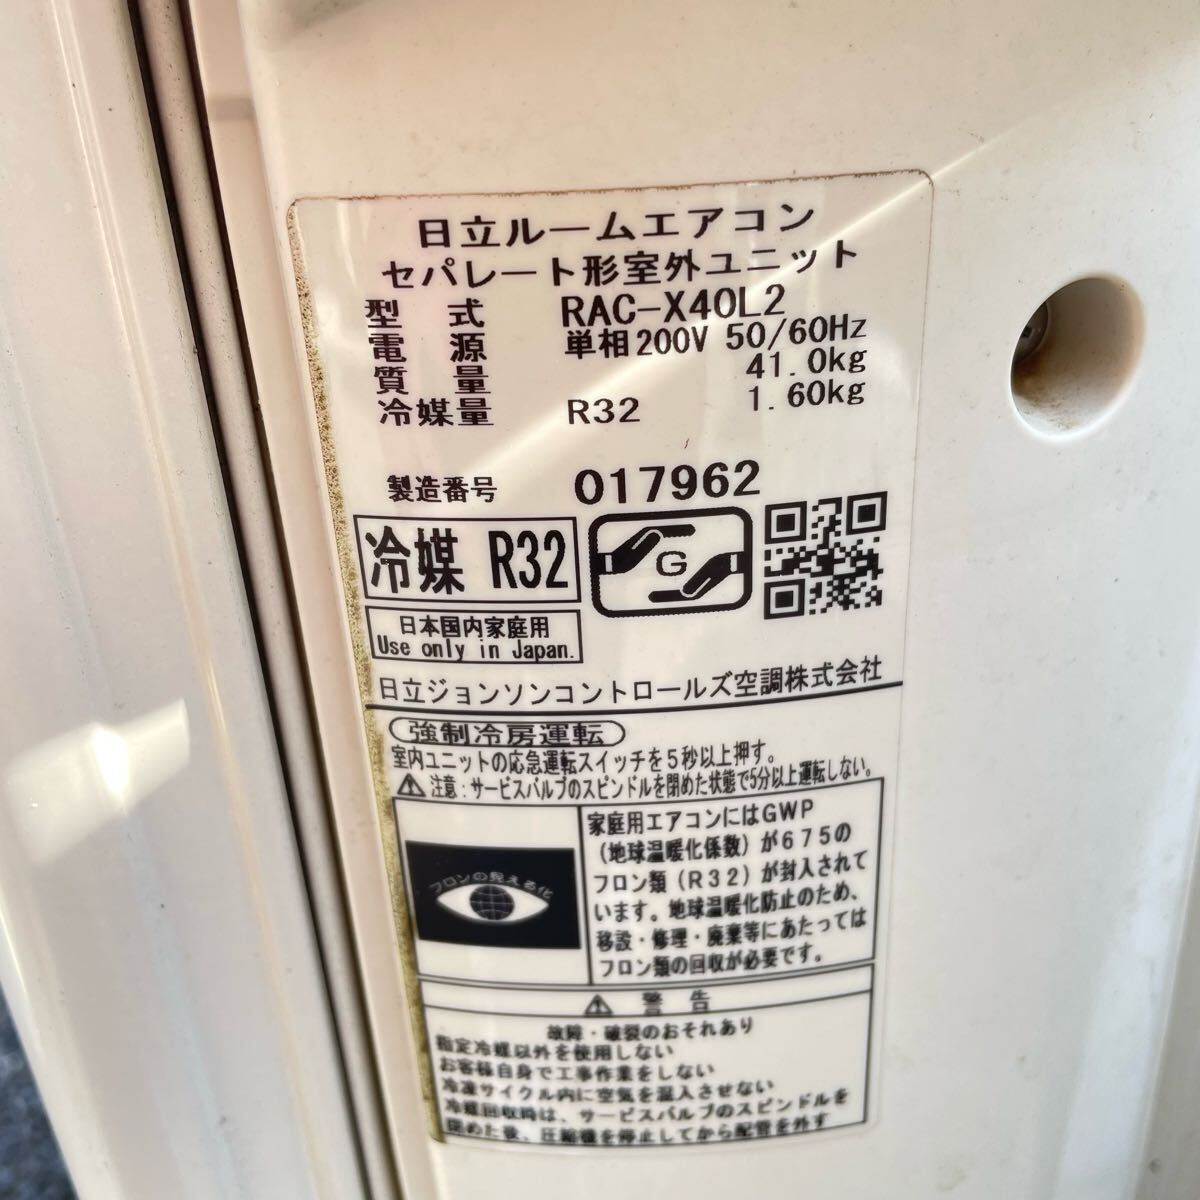 日立ルームエアコン
セパレート形室外ユニット
型 式 RAC-X40L2
電 源 単相200V 50/60Hz
質 量 41.0kg
冷媒量 R32 1.60kg
製造番号 017962
冷媒 R32
G
日本国内家庭用
Use only in Japan.
日立ジョンソンコントロールズ空調株式会社
強制冷房運転
室内ユニットの応急運転スイッチを5秒以上押す。
注意:サービスバルブのスピンドルを閉めた状態で5分以上運転しない。
フロンの見える化
家庭用エアコンにはGWP
(地球温暖化係数)が675の
フロン類(R32)が封入されて
います。地球温暖化防止のため、
移設・修理・廃棄等にあたっては
フロン類の回収が必要です。
警 告
故障・破裂のおそれあり
指定冷媒以外を使用しない
お客様自身で工事作業をしない
冷凍サイクル内に空気を混入させない
冷媒回収時は、サービスバルブのスピンドルを
閉めた後、圧縮機を停止してから配管を外す